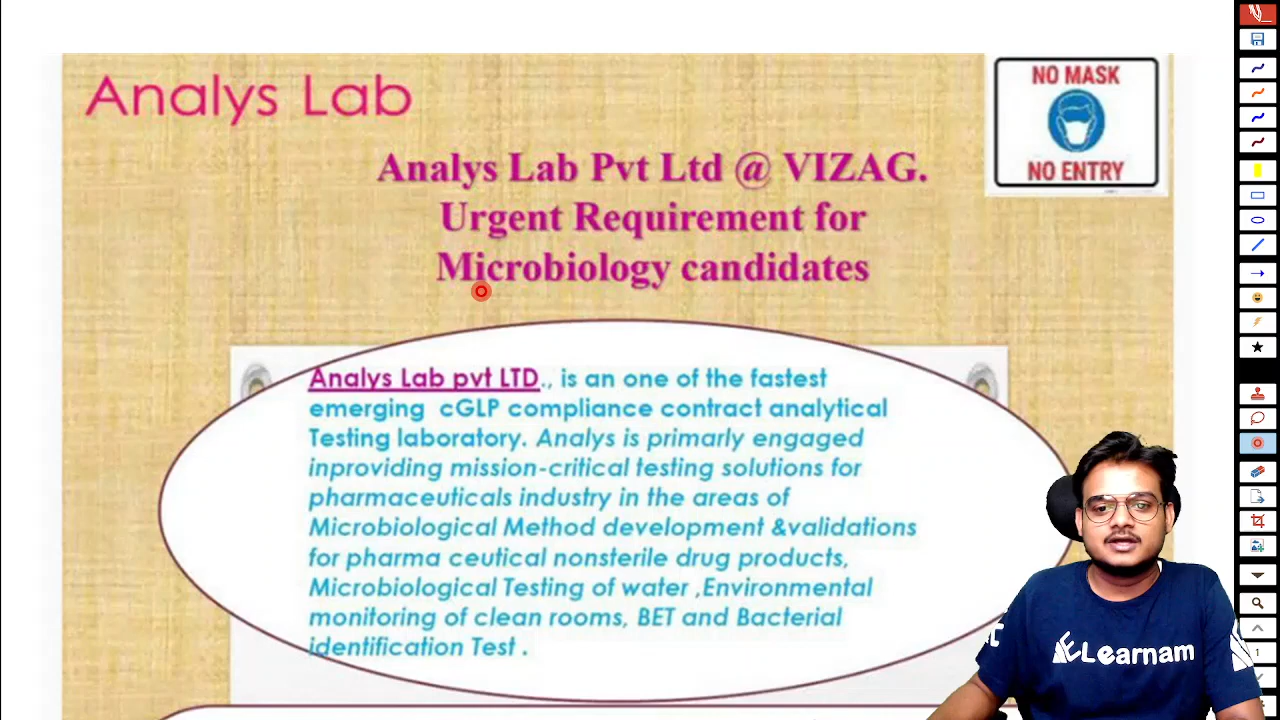 Analys Lab
NO MASK
NO ENTRY
Analys Lab Pvt Ltd @ VIZAG.
Urgent Requirement for
Microbiology candidates
Analys Lab pvt LTD., is an one of the fastest
emerging cGLP compliance contract analytical
Testing laboratory. Analys is primarly engaged
inproviding mission-critical testing solutions for
pharmaceuticals industry in the areas of
Microbiological Method development &validations
for pharma ceutical nonsterile drug products,
Microbiological Testing of water ,Environmental
monitoring of clean rooms, BET and Bacterial
identification Test .
Learnam
1